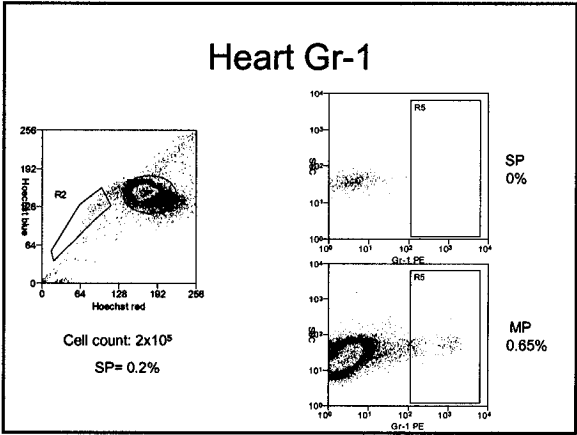 Heart Gr-1
256
192
128
64
0
Hoechst blue
R2
0 64 128 192 256
Hoechst red
Cell count: 2x10⁵
SP= 0.2%
10⁴
10³
10²
10¹
10⁰
SSC
R5
10⁰ 10¹ 10² 10³ 10⁴
Gr-1 PE
SP
0%
10⁴
10³
10²
10¹
10⁰
SSC
R5
10⁰ 10¹ 10² 10³ 10⁴
Gr-1 PE
MP
0.65%